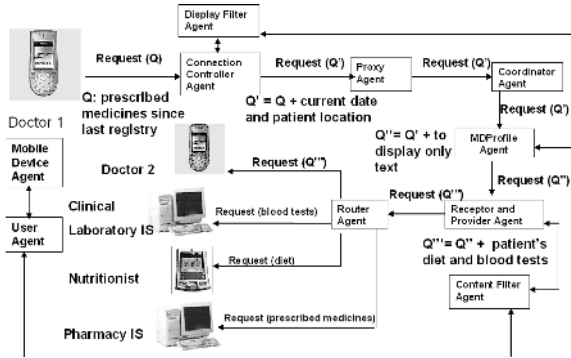 Display Filter
Agent
Request (Q)
Connection
Controller
Agent
Request (Q')
Proxy
Agent
Request (Q')
Coordinator
Agent
Q: prescribed
medicines since
last registry
Q' = Q + current date
and patient location
Request (Q')
Doctor 1
Q''= Q' + to
display only
text
MDProfile
Agent
Mobile
Device
Agent
Doctor 2
Request (Q''')
Request (Q'')
Clinical
Laboratory IS
Request (blood tests)
Router
Agent
Request (Q''')
Receptor and
Provider Agent
User
Agent
Q'''= Q'' + patient's
diet and blood tests
Nutritionist
Request (diet)
Content Filter
Agent
Pharmacy IS
Request (prescribed medicines)